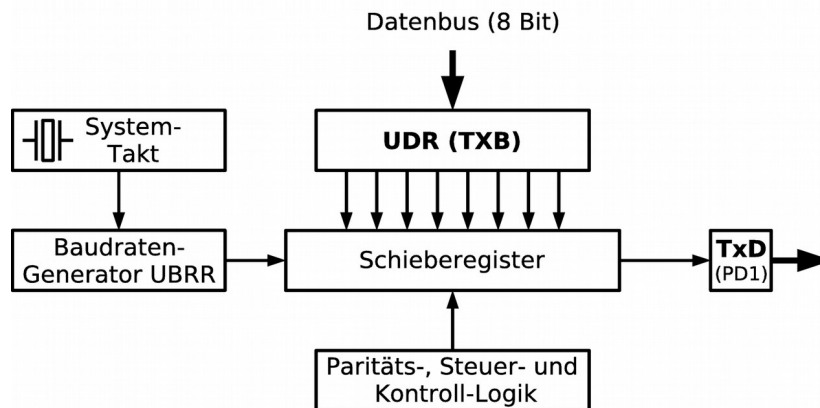 Datenbus (8 Bit)
System-
Takt
UDR (TXB)
Baudraten-
Generator UBRR
Schieberegister
TxD
(PD1)
Paritäts-, Steuer- und
Kontroll-Logik